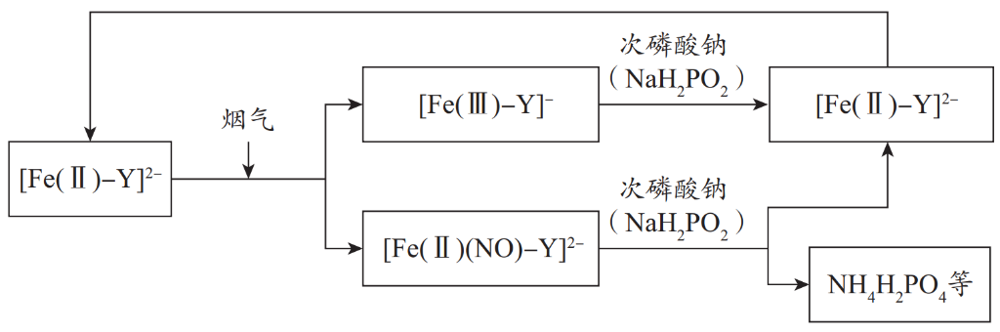 次磷酸钠
（NaH₂PO₂）
[Fe(Ⅲ)–Y]⁻
[Fe(Ⅱ)–Y]²⁻
烟气
[Fe(Ⅱ)–Y]²⁻
次磷酸钠
（NaH₂PO₂）
[Fe(Ⅱ)(NO)–Y]²⁻
NH₄H₂PO₄等